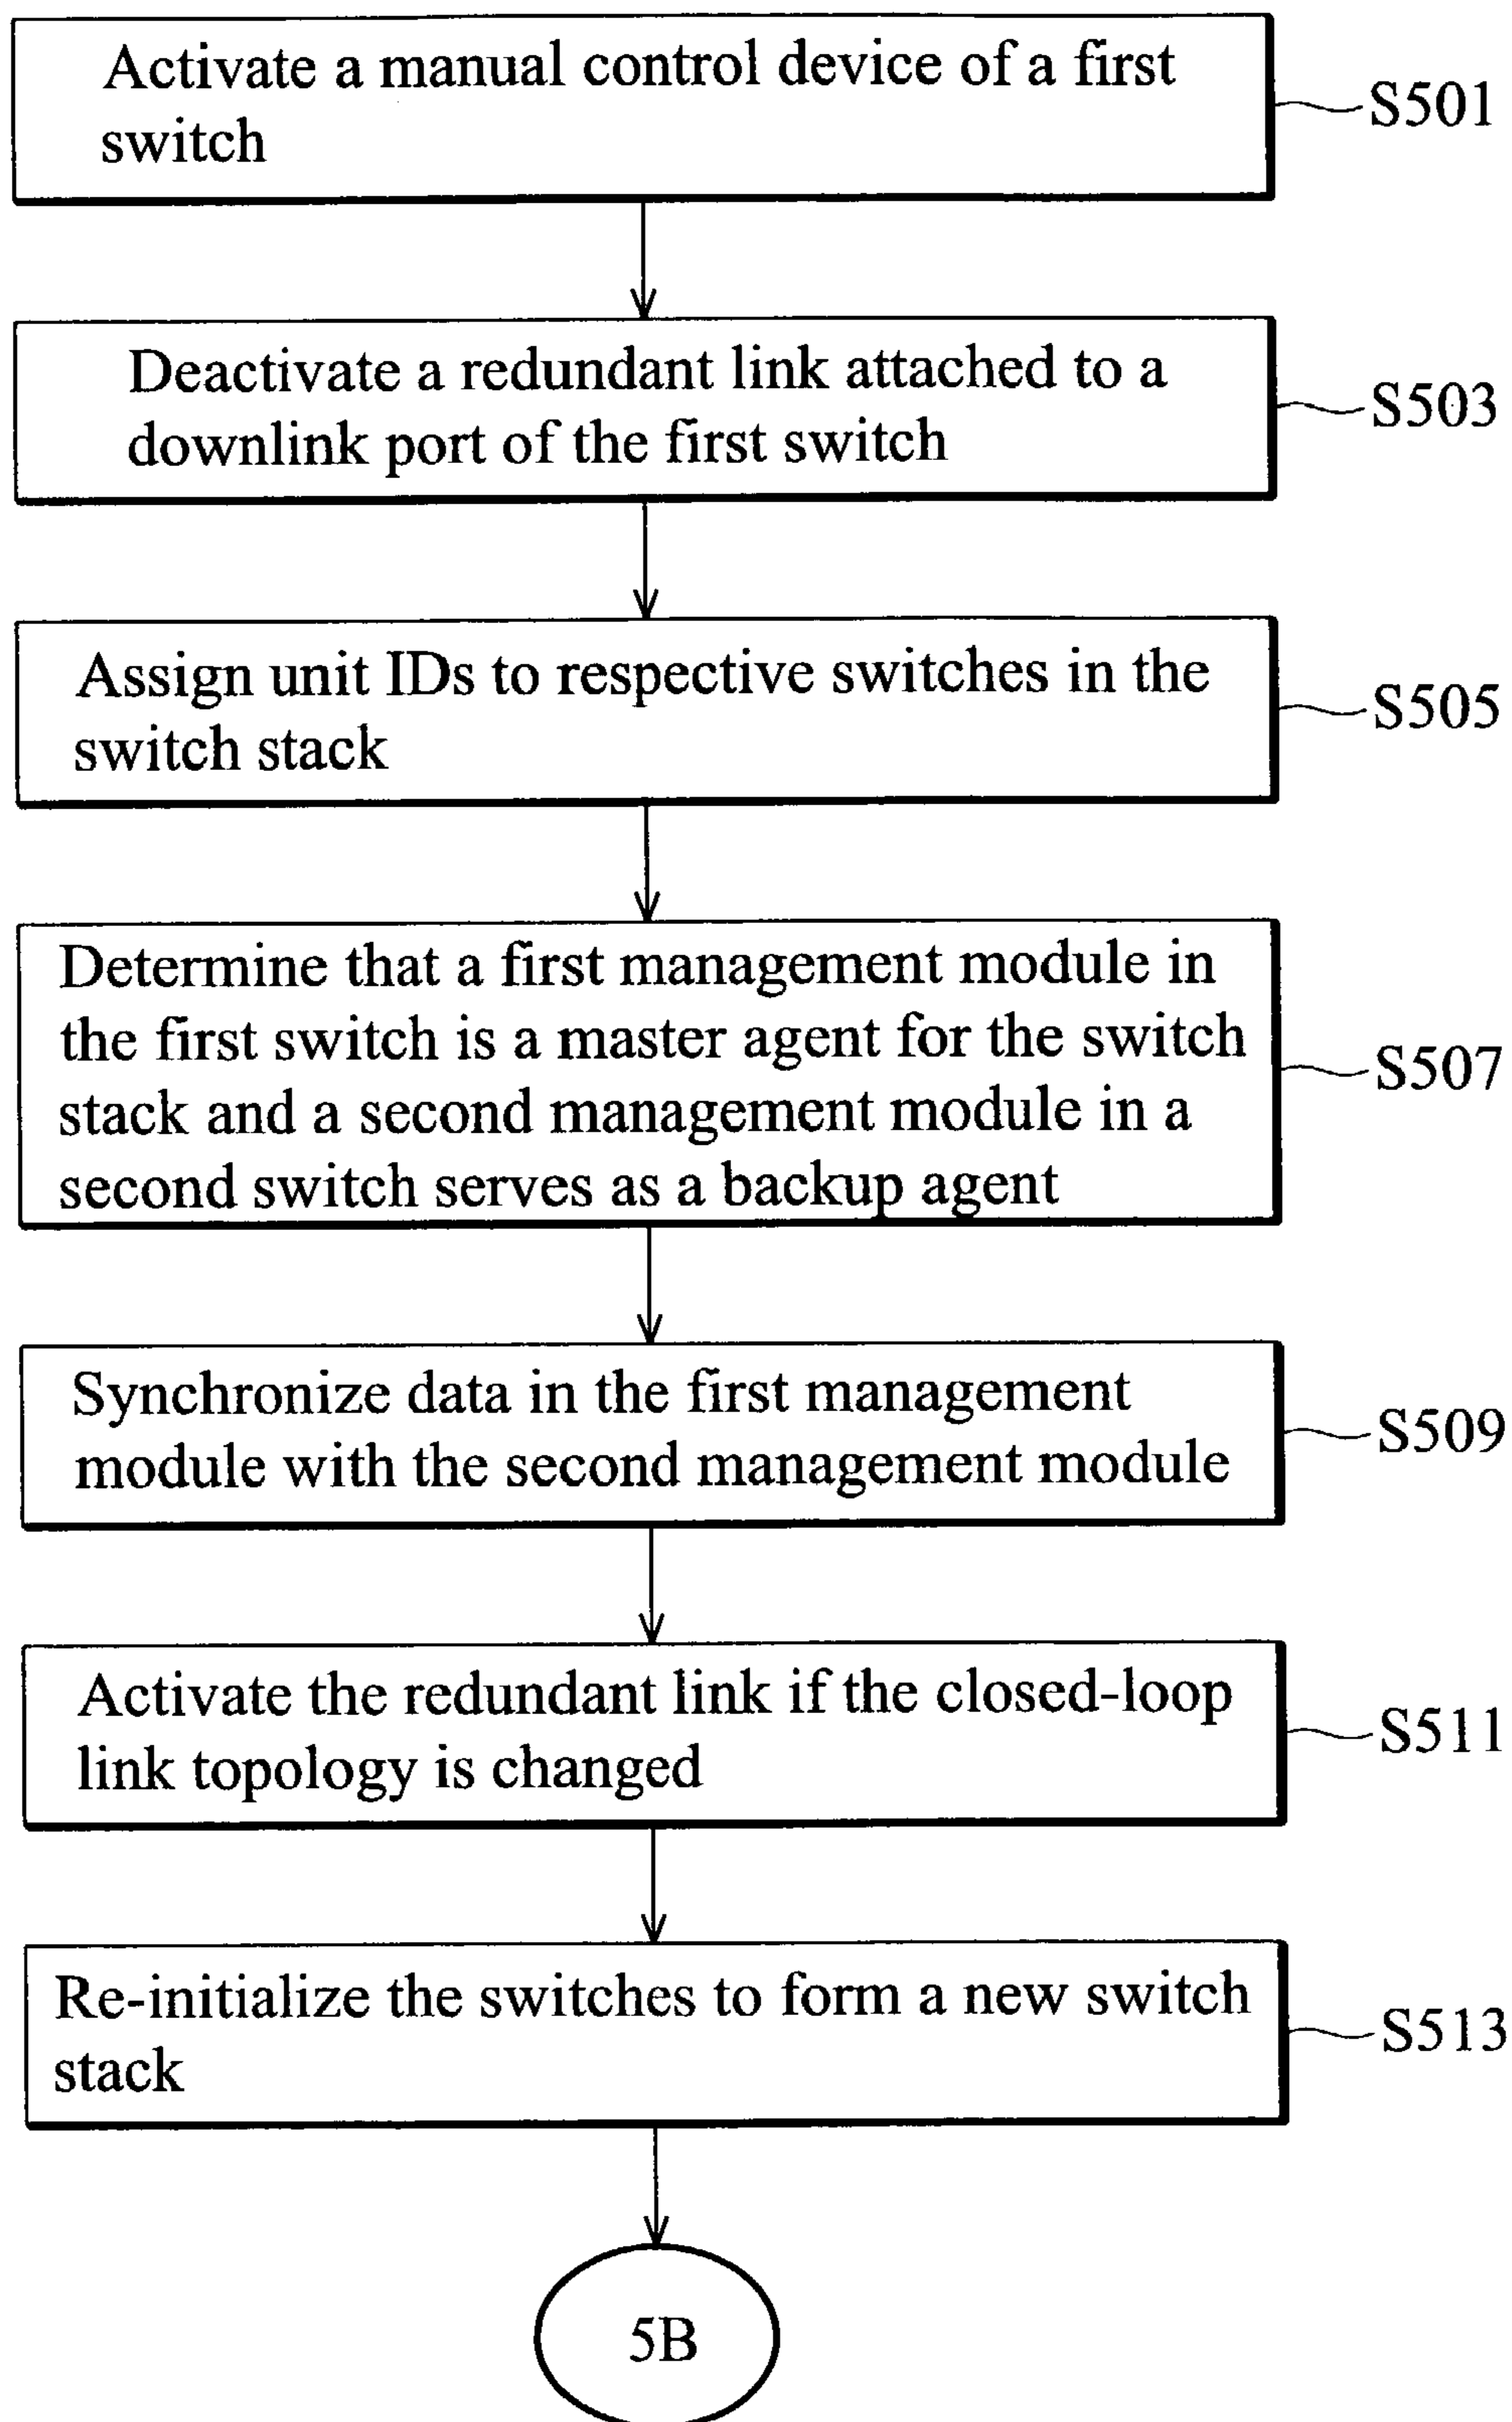 Activate a manual control device of a first
switch
S501
Deactivate a redundant link attached to a
downlink port of the first switch
S503
Assign unit IDs to respective switches in the
switch stack
S505
Determine that a first management module in
the first switch is a master agent for the switch
stack and a second management module in a
second switch serves as a backup agent
S507
Synchronize data in the first management
module with the second management module
S509
Activate the redundant link if the closed-loop
link topology is changed
S511
Re-initialize the switches to form a new switch
stack
S513
5B